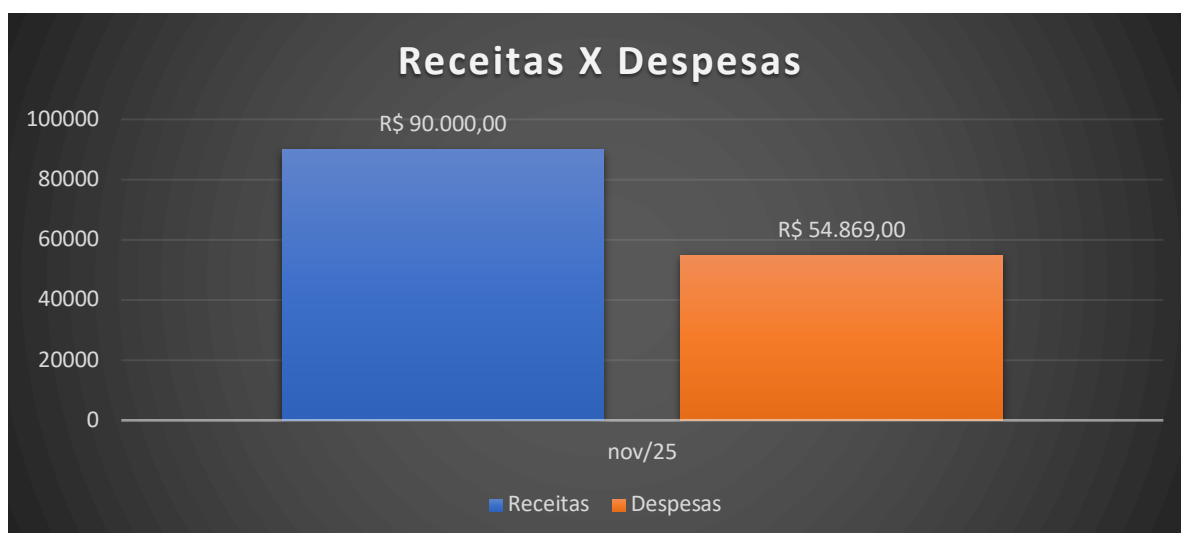 Receitas X Despesas
100000
R$ 90.000,00
80000
R$ 54.869,00
60000
40000
20000
0
nov/25
Receitas Despesas